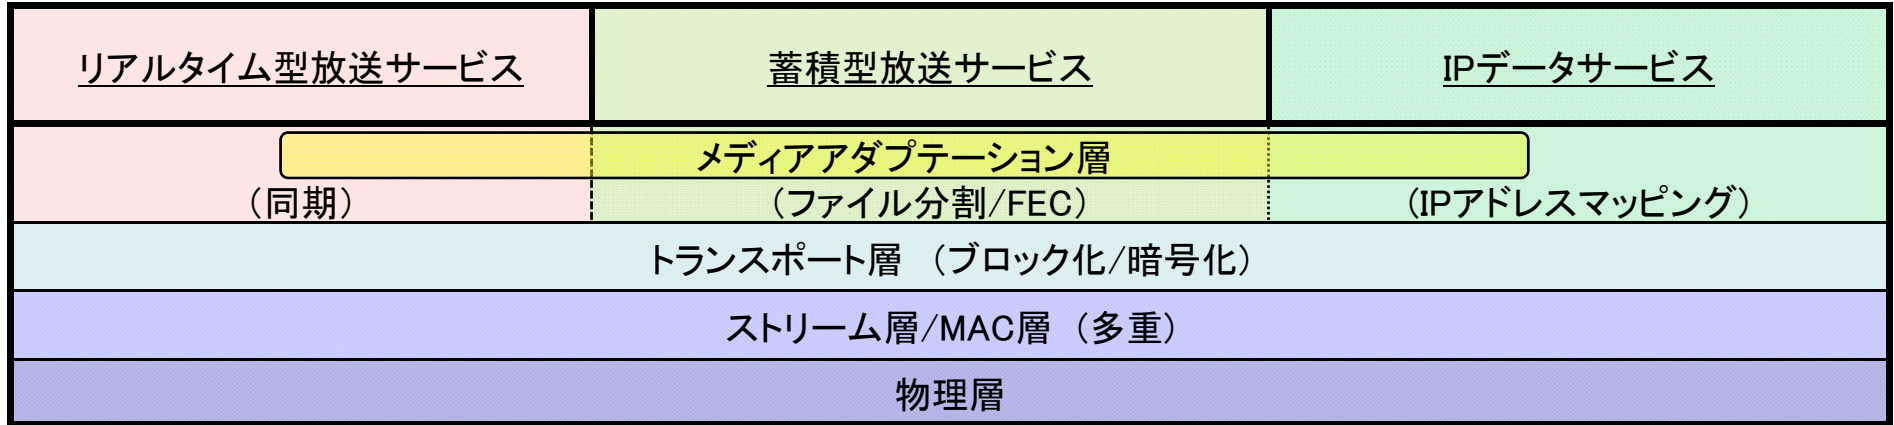 リアルタイム型放送サービス
蓄積型放送サービス
IPデータサービス
メディアアダプテーション層
（同期）
（ファイル分割/FEC）
（IPアドレスマッピング）
トランスポート層 （ブロック化/暗号化）
ストリーム層/MAC層 （多重）
物理層